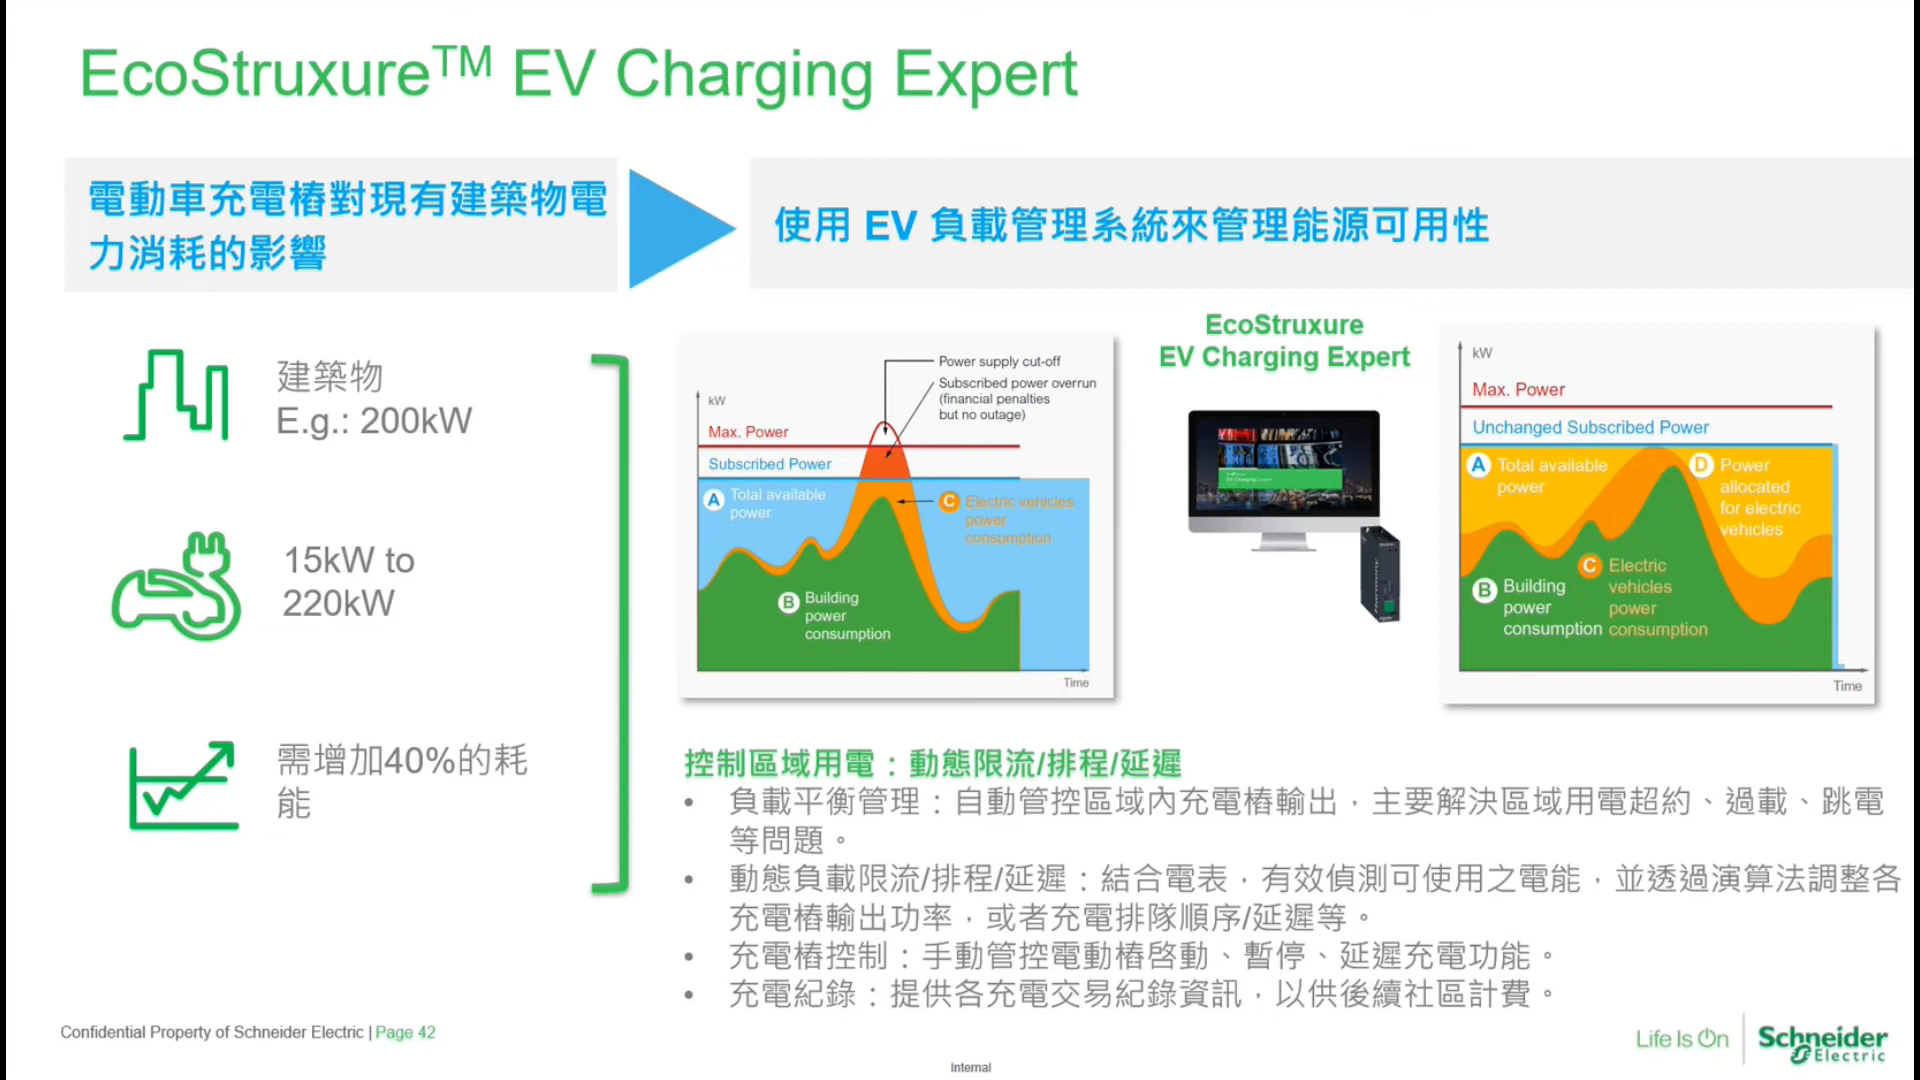 EcoStruxure™ EV Charging Expert
電動車充電樁對現有建築物電
力消耗的影響
使用 EV 負載管理系統來管理能源可用性
建築物
E.g.: 200kW
15kW to
220kW
需增加40%的耗
能
Power supply cut-off
Subscribed power overrun
(financial penalties
but no outage)
kW
Max. Power
Subscribed Power
A Total available
power
C Electric vehicles
power
consumption
B Building
power
consumption
Time
EcoStruxure
EV Charging Expert
kW
Max. Power
Unchanged Subscribed Power
A Total available
power
D Power
allocated
for electric
vehicles
C Electric
vehicles
power
consumption
B Building
power
consumption
Time
控制區域用電：動態限流/排程/延遲
• 負載平衡管理：自動管控區域內充電樁輸出，主要解決區域用電超約、過載、跳電
等問題。
• 動態負載限流/排程/延遲：結合電表，有效偵測可使用之電能，並透過演算法調整各
充電樁輸出功率，或者充電排隊順序/延遲等。
• 充電樁控制：手動管控電動樁啓動、暫停、延遲充電功能。
• 充電紀錄：提供各充電交易紀錄資訊，以供後續社區計費。
Confidential Property of Schneider Electric | Page 42
Internal
Life Is On
Schneider
Electric